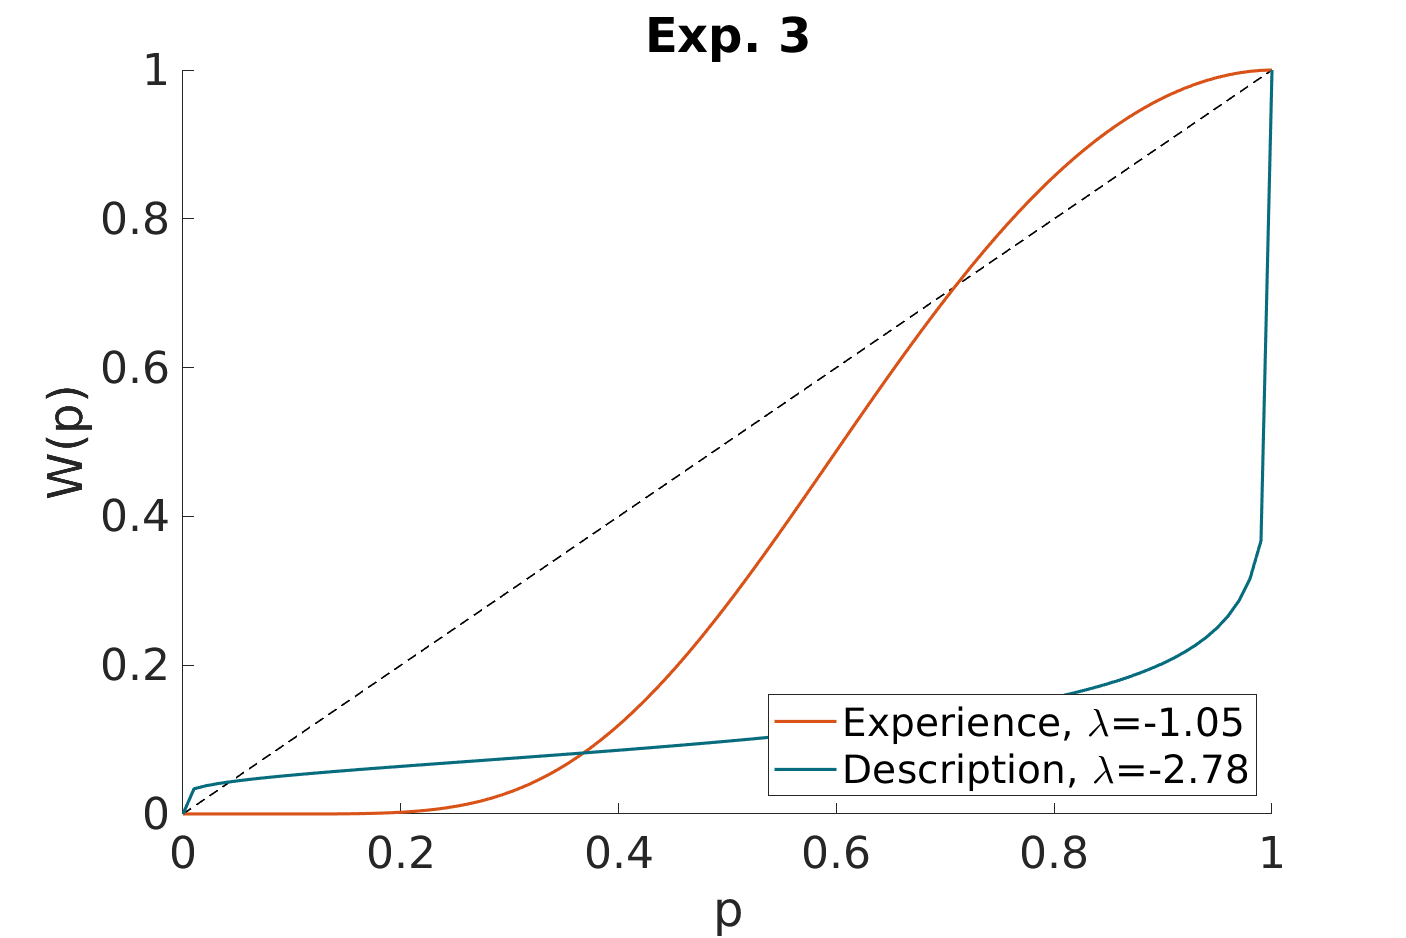 Exp. 3
1
0.8
0.6
0.4
0.2
0
W(p)
Experience, λ=-1.05
Description, λ=-2.78
0 0.2 0.4 0.6 0.8 1
p